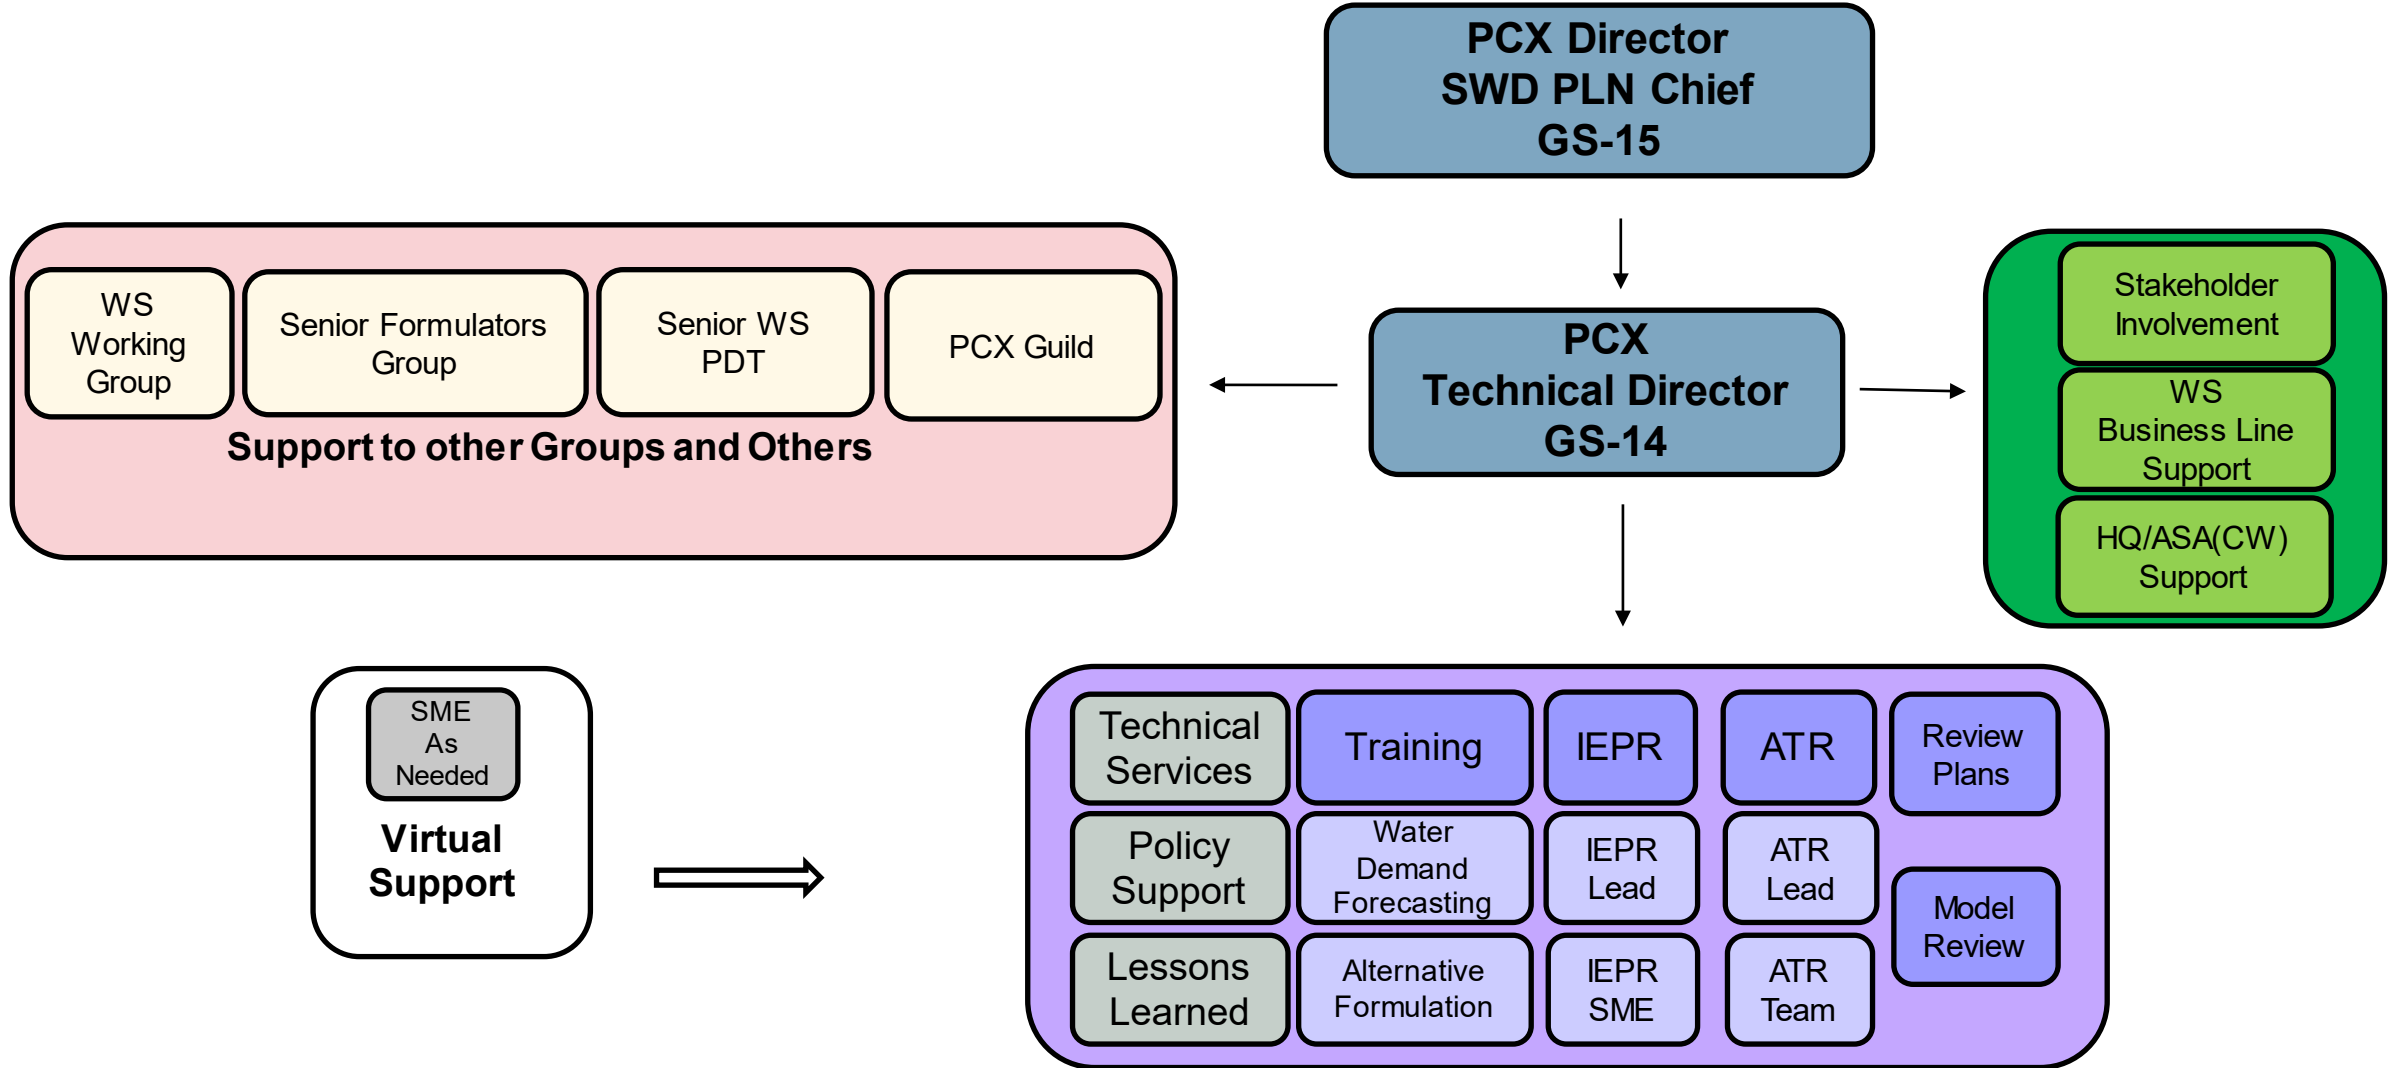 PCX Director
SWD PLN Chief
GS-15
WS
Working
Group
Senior Formulators
Group
Senior WS
PDT
PCX Guild
Support to other Groups and Others
PCX
Technical Director
GS-14
Stakeholder
Involvement
WS
Business Line
Support
HQ/ASA(CW)
Support
SME
As
Needed
Virtual
Support
Technical
Services
Training
IEPR
ATR
Review
Plans
Policy
Support
Water
Demand
Forecasting
IEPR
Lead
ATR
Lead
Model
Review
Lessons
Learned
Alternative
Formulation
IEPR
SME
ATR
Team